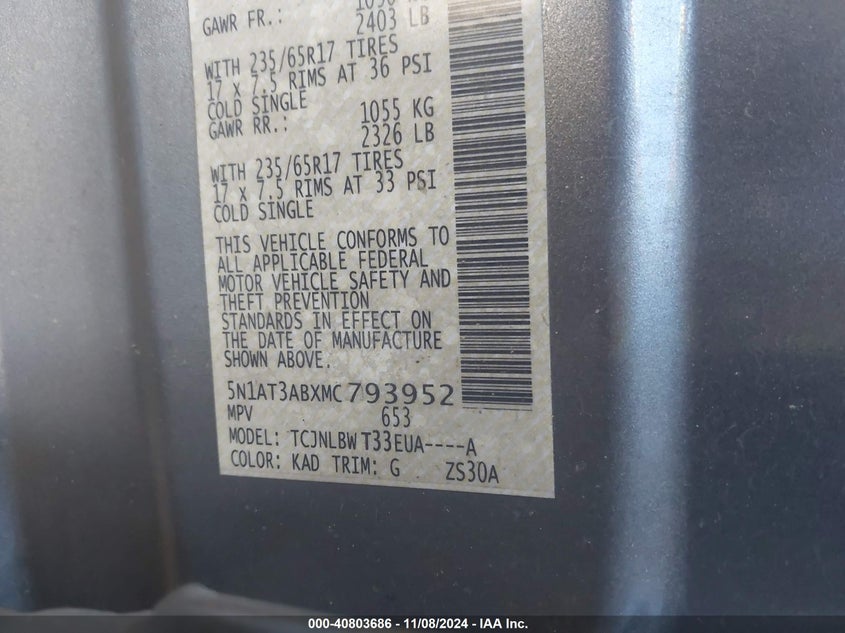 GAWR FR.:
2403 LB
WITH 235/65R17 TIRES
17 X 7.5 RIMS AT 36 PSI
COLD SINGLE
1055 KG
GAWR RR.:
2326 LB
WITH 235/65R17 TIRES
17 X 7.5 RIMS AT 33 PSI
COLD SINGLE
THIS VEHICLE CONFORMS TO
ALL APPLICABLE FEDERAL
MOTOR VEHICLE SAFETY AND
THEFT PREVENTION
STANDARDS IN EFFECT ON
THE DATE OF MANUFACTURE
SHOWN ABOVE.
5N1AT3ABXMC793952
MPV 653
MODEL: TCJNLBW T33EUA----A
COLOR: KAD TRIM: G ZS30A
000-40803686 - 11/08/2024 - IAA Inc.